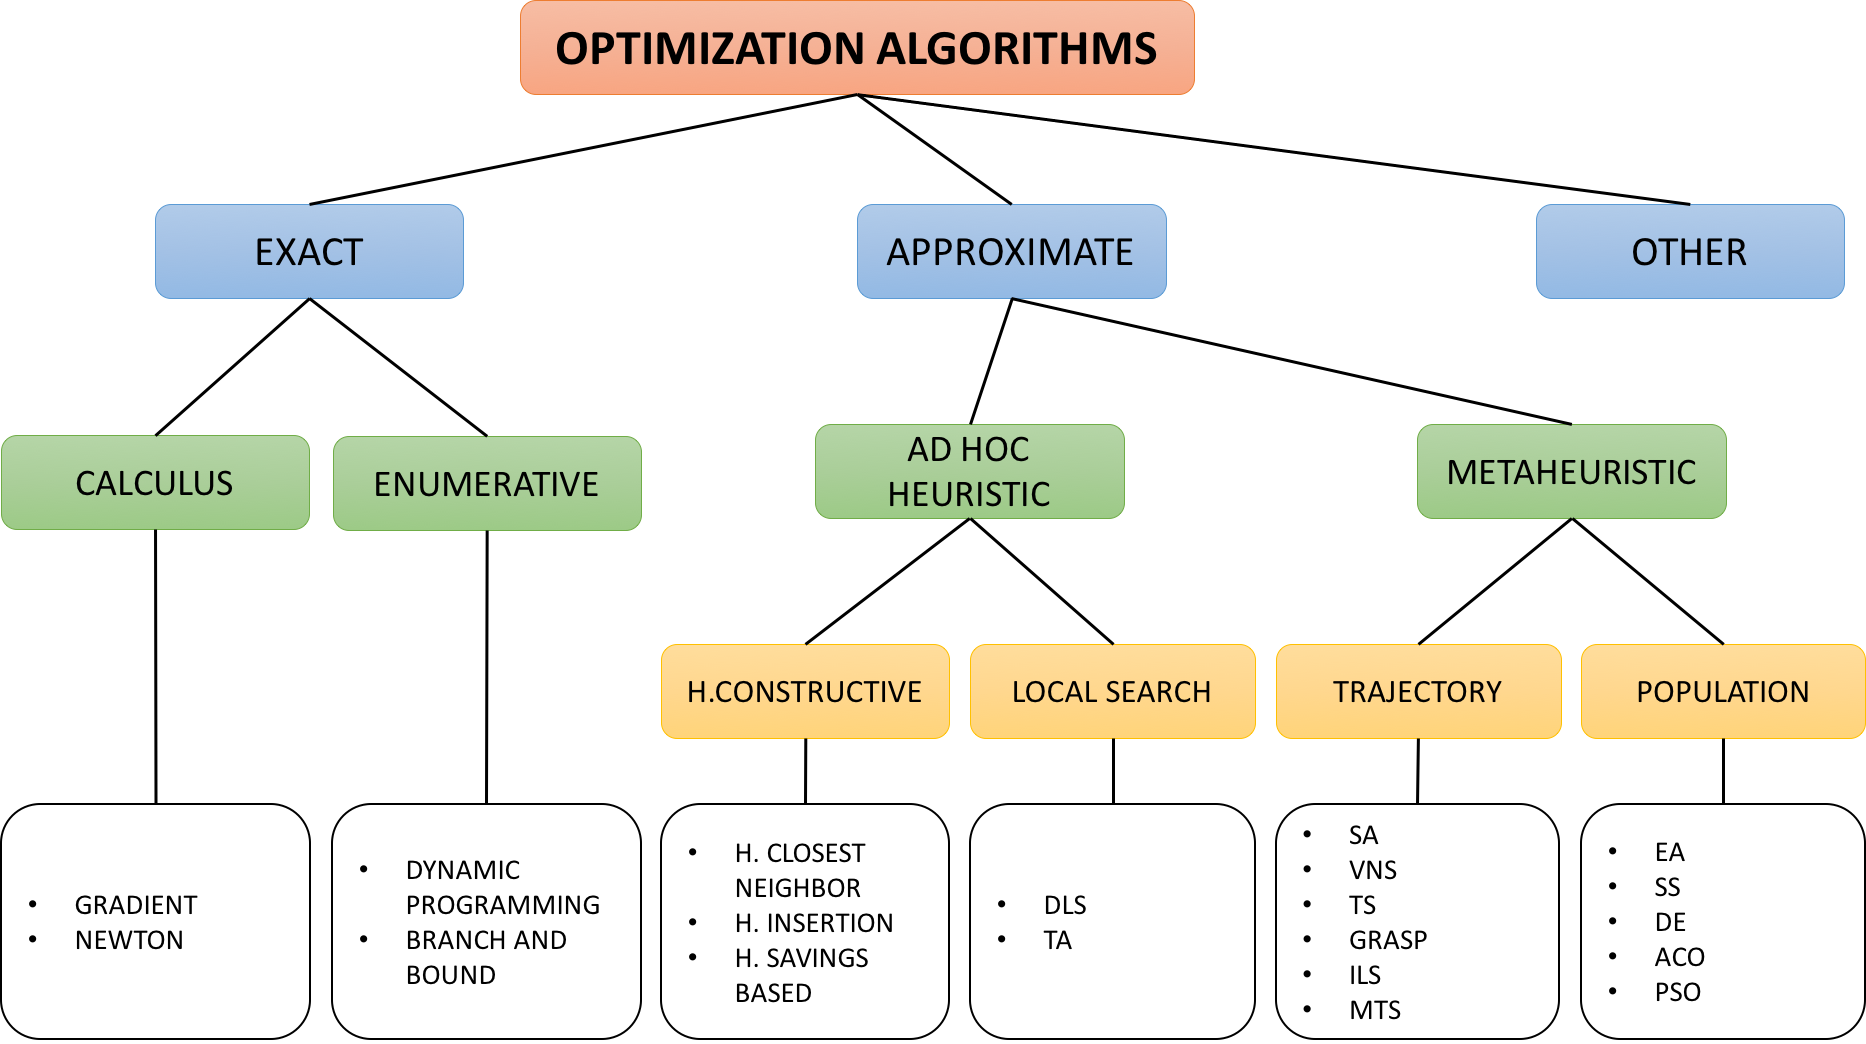 OPTIMIZATION ALGORITHMS
EXACT
APPROXIMATE
OTHER
CALCULUS
ENUMERATIVE
AD HOC
HEURISTIC
METAHEURISTIC
H.CONSTRUCTIVE
LOCAL SEARCH
TRAJECTORY
POPULATION
• GRADIENT
• NEWTON
• DYNAMIC
PROGRAMMING
• BRANCH AND
BOUND
• H. CLOSEST
NEIGHBOR
• H. INSERTION
• H. SAVINGS
BASED
• DLS
• TA
• SA
• VNS
• TS
• GRASP
• ILS
• MTS
• EA
• SS
• DE
• ACO
• PSO